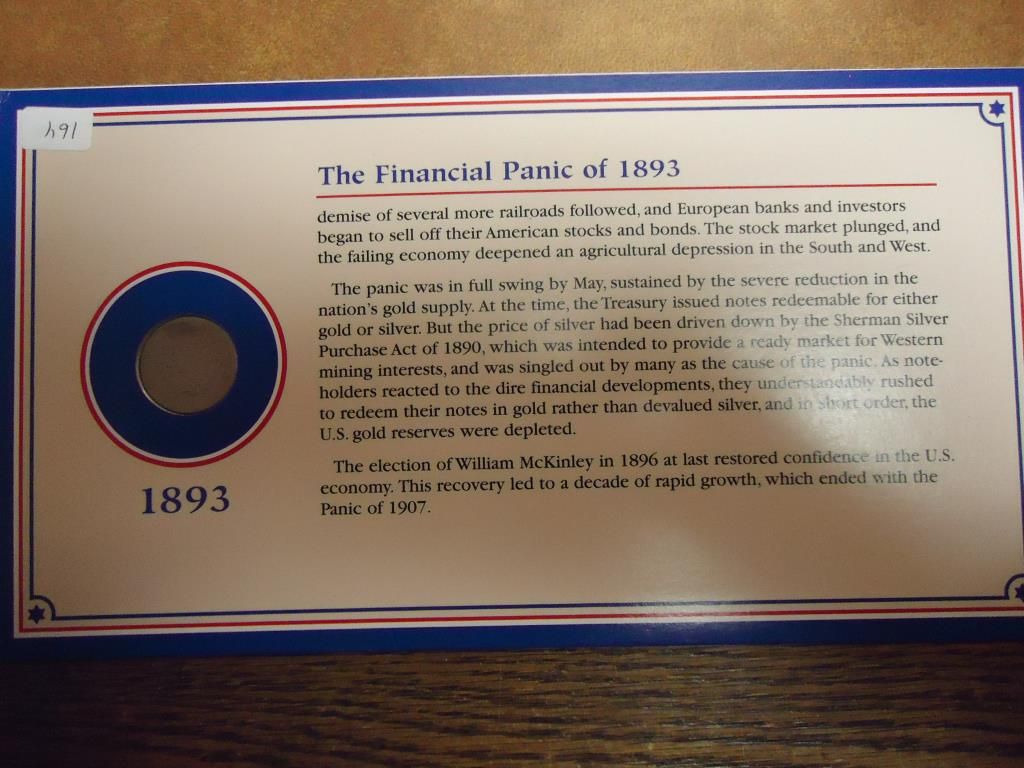 164
The Financial Panic of 1893
demise of several more railroads followed, and European banks and investors
began to sell off their American stocks and bonds. The stock market plunged, and
the failing economy deepened an agricultural depression in the South and West.
The panic was in full swing by May, sustained by the severe reduction in the
nation's gold supply. At the time, the Treasury issued notes redeemable for either
gold or silver. But the price of silver had been driven down by the Sherman Silver
Purchase Act of 1890, which was intended to provide a ready market for Western
mining interests, and was singled out by many as the cause of the panic. As note-
holders reacted to the dire financial developments, they understandably rushed
to redeem their notes in gold rather than devalued silver, and in short order, the
U.S. gold reserves were depleted.
The election of William McKinley in 1896 at last restored confidence in the U.S.
economy. This recovery led to a decade of rapid growth, which ended with the
Panic of 1907.
1893